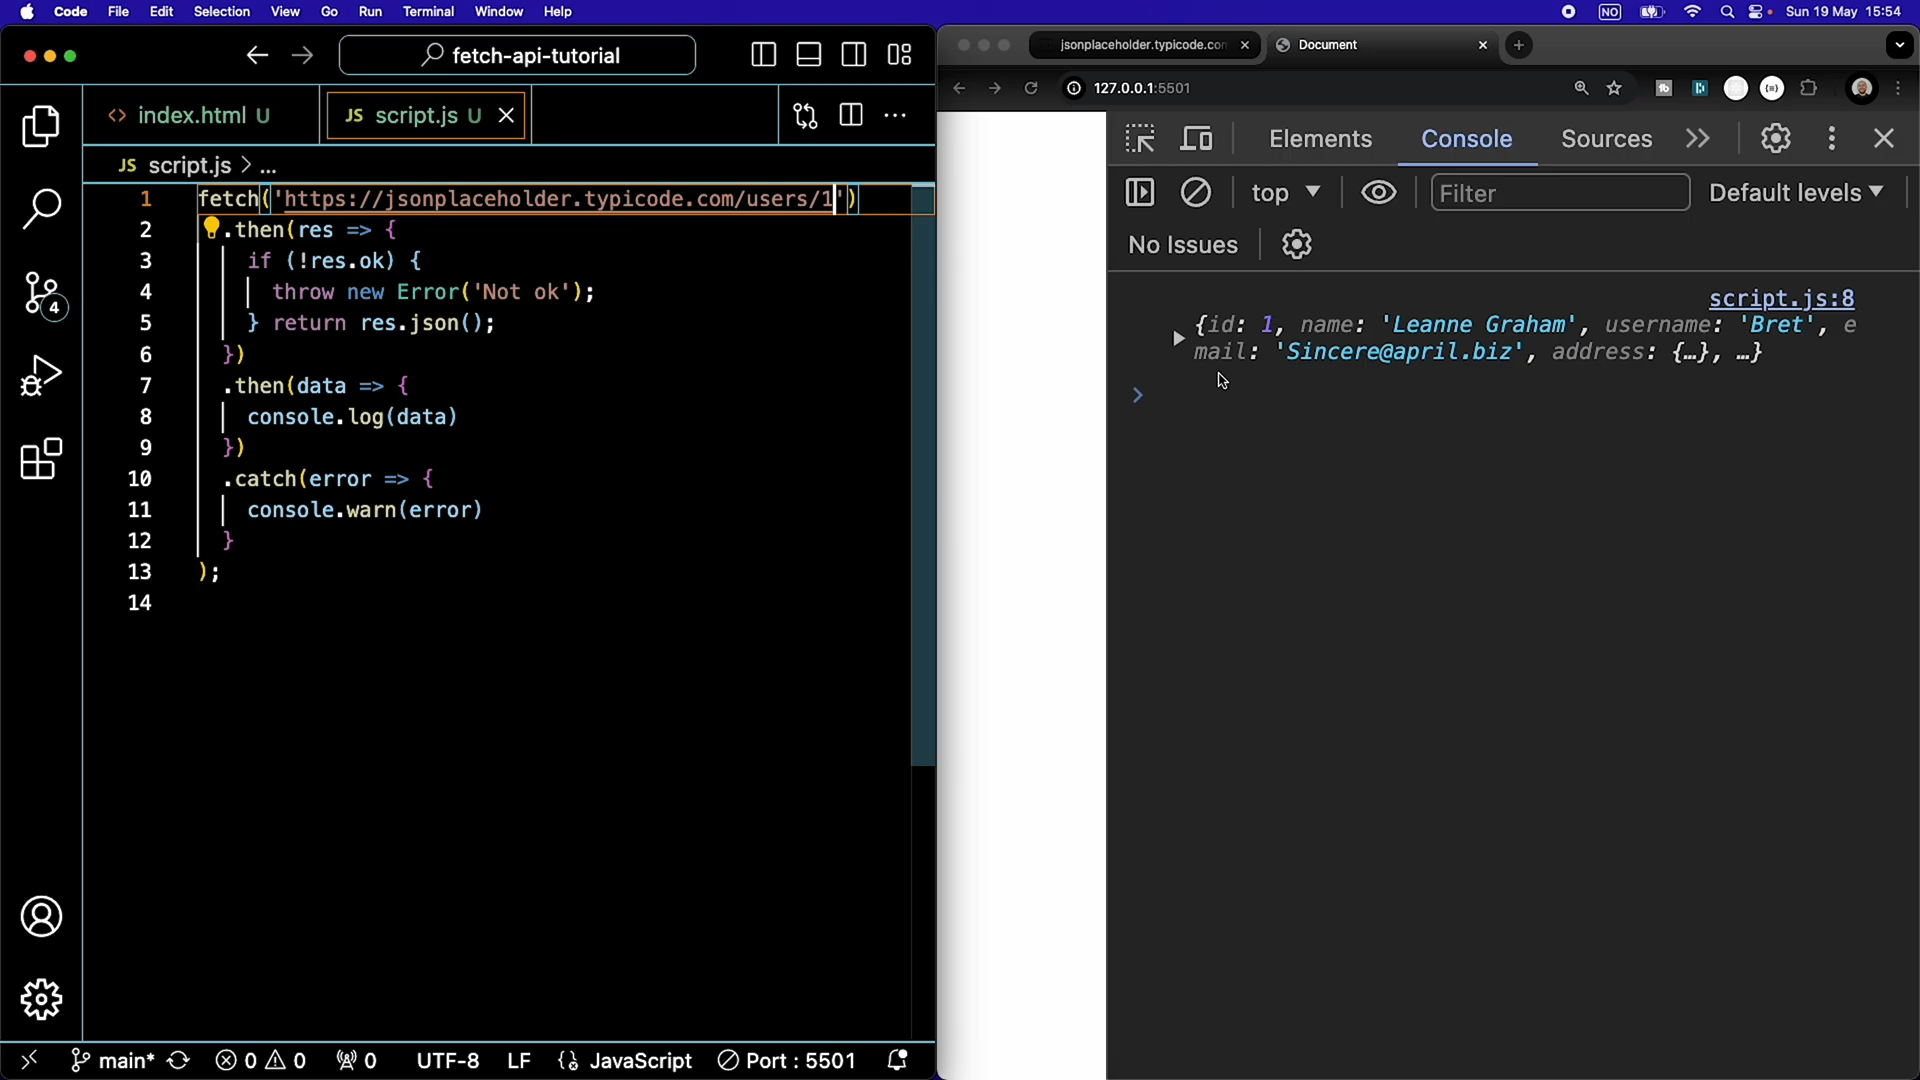 Code File Edit Selection View Go Run Terminal Window Help
NO Sun 19 May 15:54
fetch-api-tutorial
index.html U
JS script.js U
JS script.js > ...
1 fetch('https://jsonplaceholder.typicode.com/users/1')
2 .then(res => {
3 if (!res.ok) {
4 throw new Error('Not ok');
5 } return res.json();
6 })
7 .then(data => {
8 console.log(data)
9 })
10 .catch(error => {
11 console.warn(error)
12 }
13 );
14
4
main* 0 0 0 UTF-8 LF JavaScript Port : 5501
jsonplaceholder.typicode.com
Document
127.0.0.1:5501
Elements Console Sources
top Filter Default levels
No Issues
script.js:8
{id: 1, name: 'Leanne Graham', username: 'Bret', e
mail: 'Sincere@april.biz', address: {…}, …}